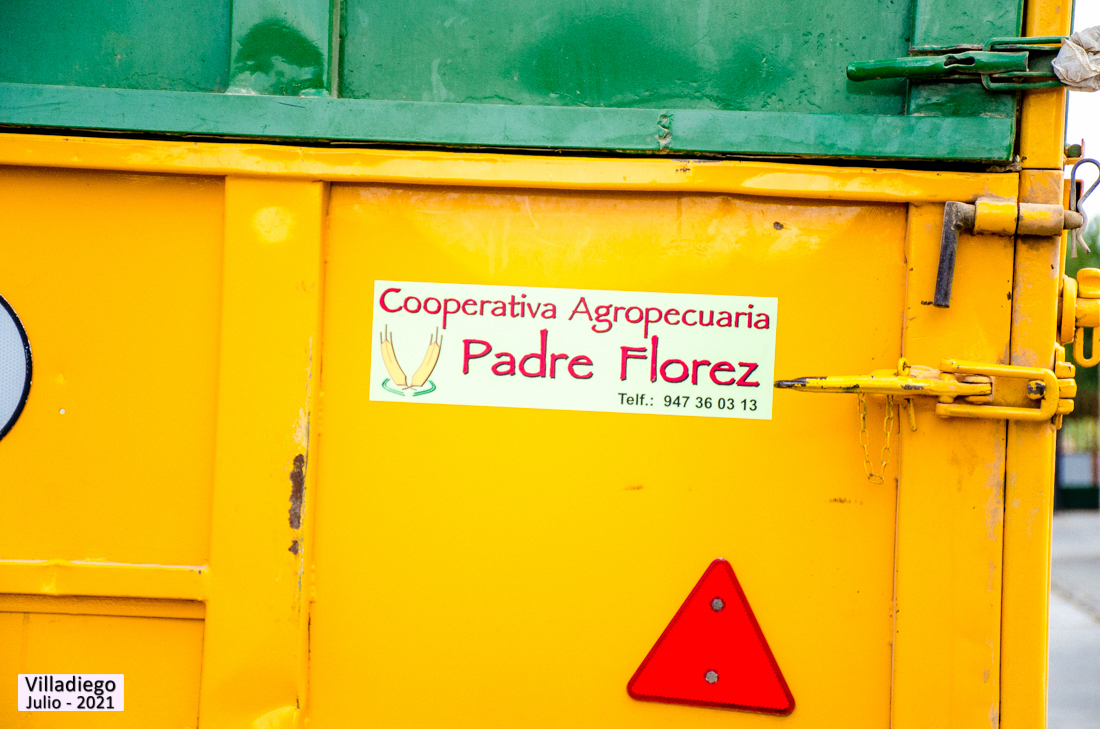 Cooperativa Agropecuaria
Padre Florez
Telf.: 947 36 03 13
Villadiego
Julio - 2021